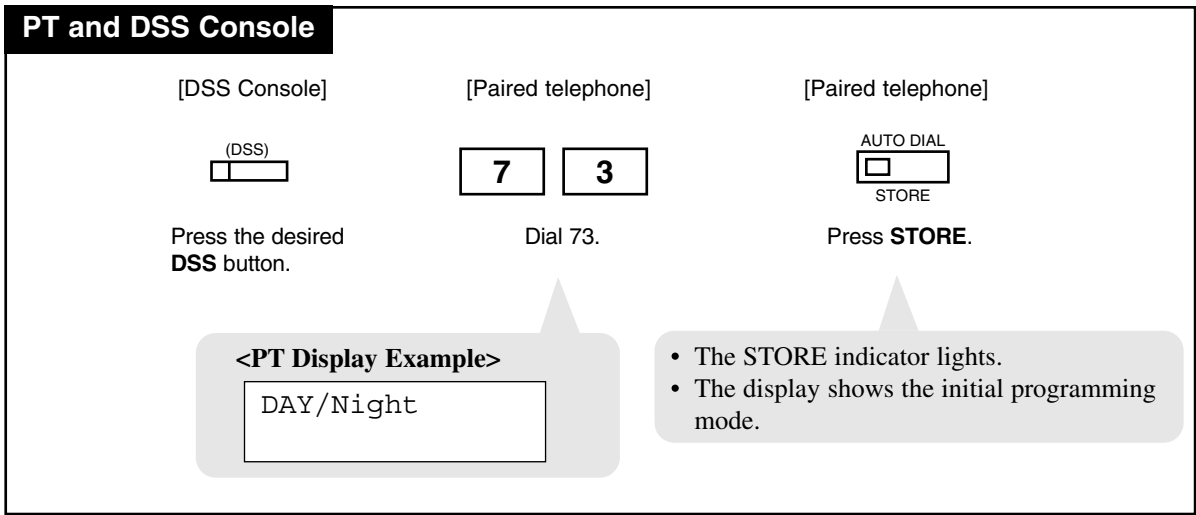 PT and DSS Console
[DSS Console]
[Paired telephone]
[Paired telephone]
(DSS)
7 3
AUTO DIAL
STORE
Press the desired
DSS button.
Dial 73.
Press STORE.
<PT Display Example>
DAY/Night
• The STORE indicator lights.
• The display shows the initial programming
mode.